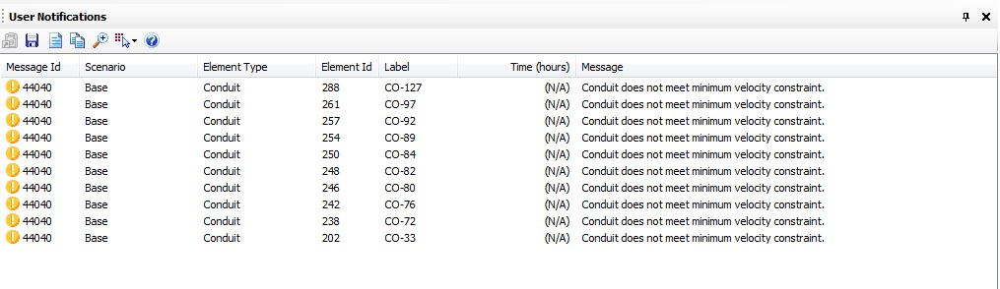 User Notifications
Message Id Scenario Element Type Element Id Label Time (hours) Message
44040 Base Conduit 288 CO-127 (N/A) Conduit does not meet minimum velocity constraint.
44040 Base Conduit 261 CO-97 (N/A) Conduit does not meet minimum velocity constraint.
44040 Base Conduit 257 CO-92 (N/A) Conduit does not meet minimum velocity constraint.
44040 Base Conduit 254 CO-89 (N/A) Conduit does not meet minimum velocity constraint.
44040 Base Conduit 250 CO-84 (N/A) Conduit does not meet minimum velocity constraint.
44040 Base Conduit 248 CO-82 (N/A) Conduit does not meet minimum velocity constraint.
44040 Base Conduit 246 CO-80 (N/A) Conduit does not meet minimum velocity constraint.
44040 Base Conduit 242 CO-76 (N/A) Conduit does not meet minimum velocity constraint.
44040 Base Conduit 238 CO-72 (N/A) Conduit does not meet minimum velocity constraint.
44040 Base Conduit 202 CO-33 (N/A) Conduit does not meet minimum velocity constraint.